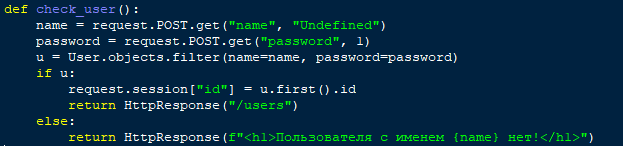 def check_user():
    name = request.POST.get("name", "Undefined")
    password = request.POST.get("password", 1)
    u = User.objects.filter(name=name, password=password)
    if u:
        request.session["id"] = u.first().id
        return HttpResponse("/users")
    else:
        return HttpResponse(f"<h1>Пользователя с именем {name} нет!</h1>")